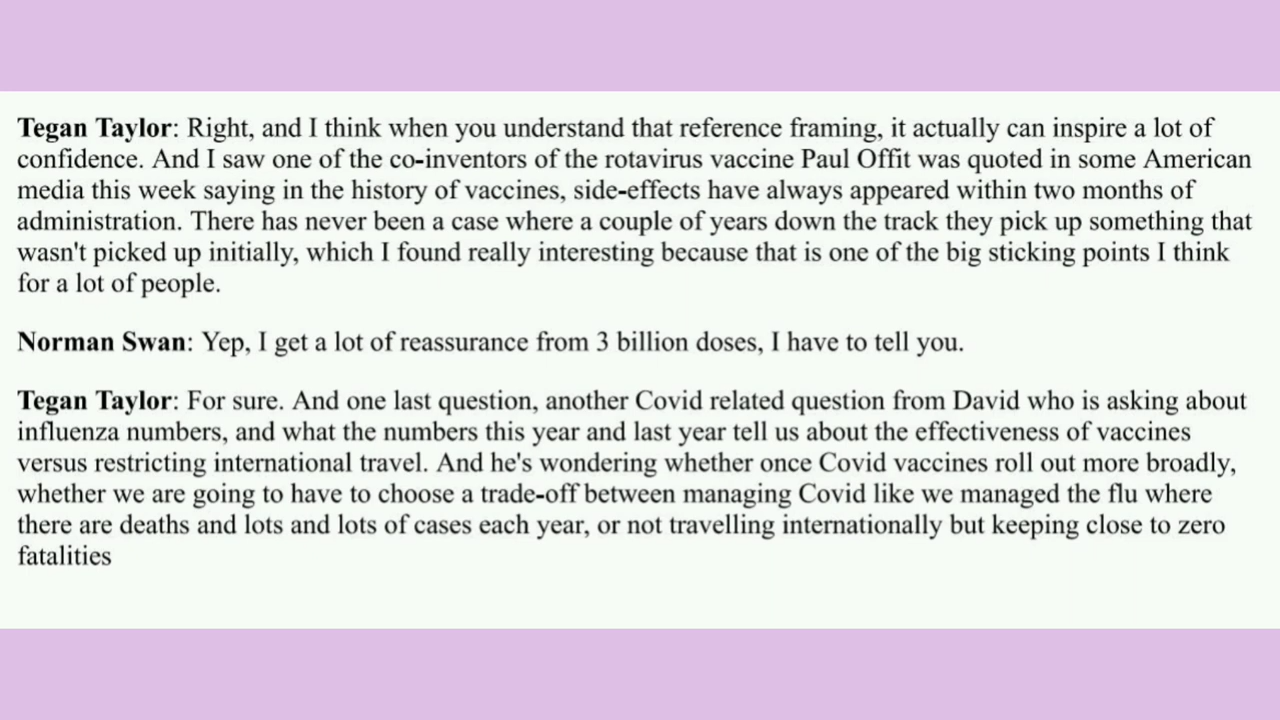 Tegan Taylor: Right, and I think when you understand that reference framing, it actually can inspire a lot of
confidence. And I saw one of the co-inventors of the rotavirus vaccine Paul Offit was quoted in some American
media this week saying in the history of vaccines, side-effects have always appeared within two months of
administration. There has never been a case where a couple of years down the track they pick up something that
wasn't picked up initially, which I found really interesting because that is one of the big sticking points I think
for a lot of people.
Norman Swan: Yep, I get a lot of reassurance from 3 billion doses, I have to tell you.
Tegan Taylor: For sure. And one last question, another Covid related question from David who is asking about
influenza numbers, and what the numbers this year and last year tell us about the effectiveness of vaccines
versus restricting international travel. And he's wondering whether once Covid vaccines roll out more broadly,
whether we are going to have to choose a trade-off between managing Covid like we managed the flu where
there are deaths and lots and lots of cases each year, or not travelling internationally but keeping close to zero
fatalities